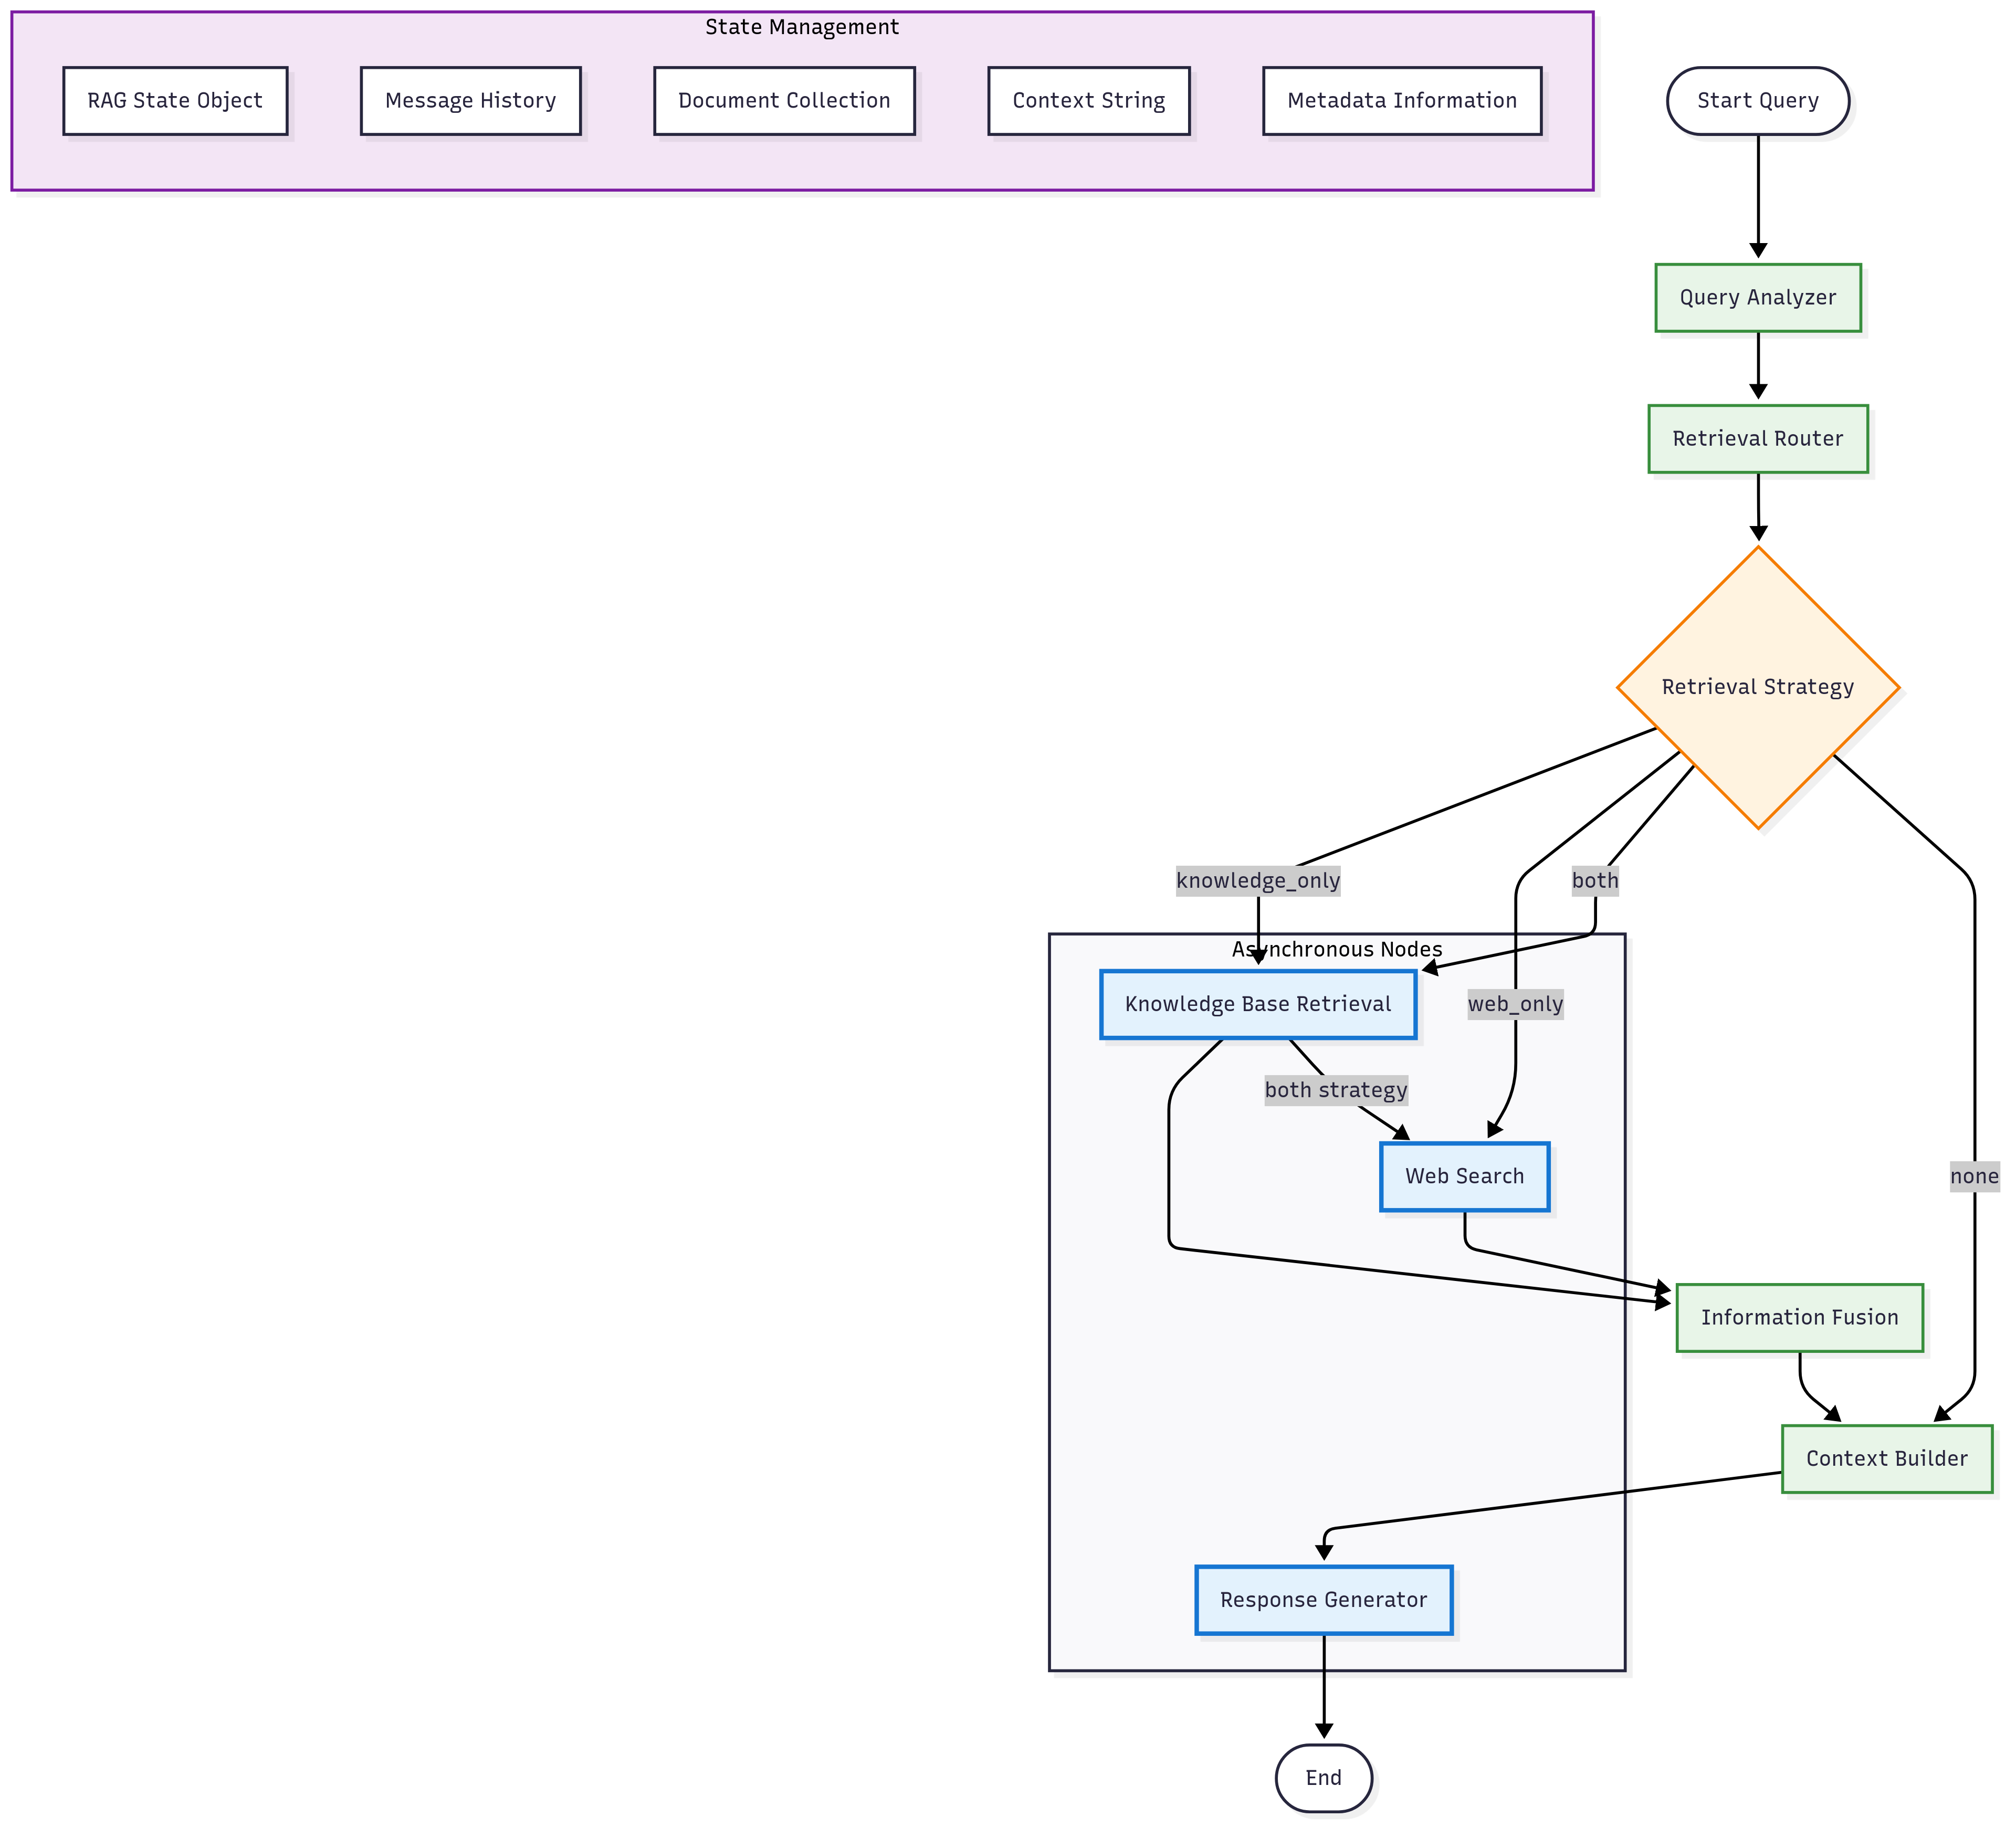 State Management
RAG State Object
Message History
Document Collection
Context String
Metadata Information
Start Query
Query Analyzer
Retrieval Router
Retrieval Strategy
knowledge_only
both
Asynchronous Nodes
Knowledge Base Retrieval
web_only
both strategy
Web Search
none
Information Fusion
Context Builder
Response Generator
End